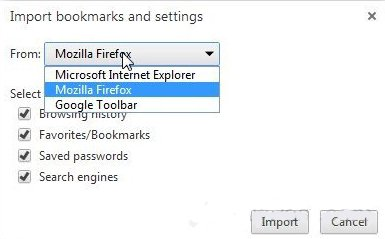 Import bookmarks and settings
From: Mozilla Firefox
Microsoft Internet Explorer
Mozilla Firefox
Google Toolbar
Select
Browsing history
Favorites/Bookmarks
Saved passwords
Search engines
Import Cancel